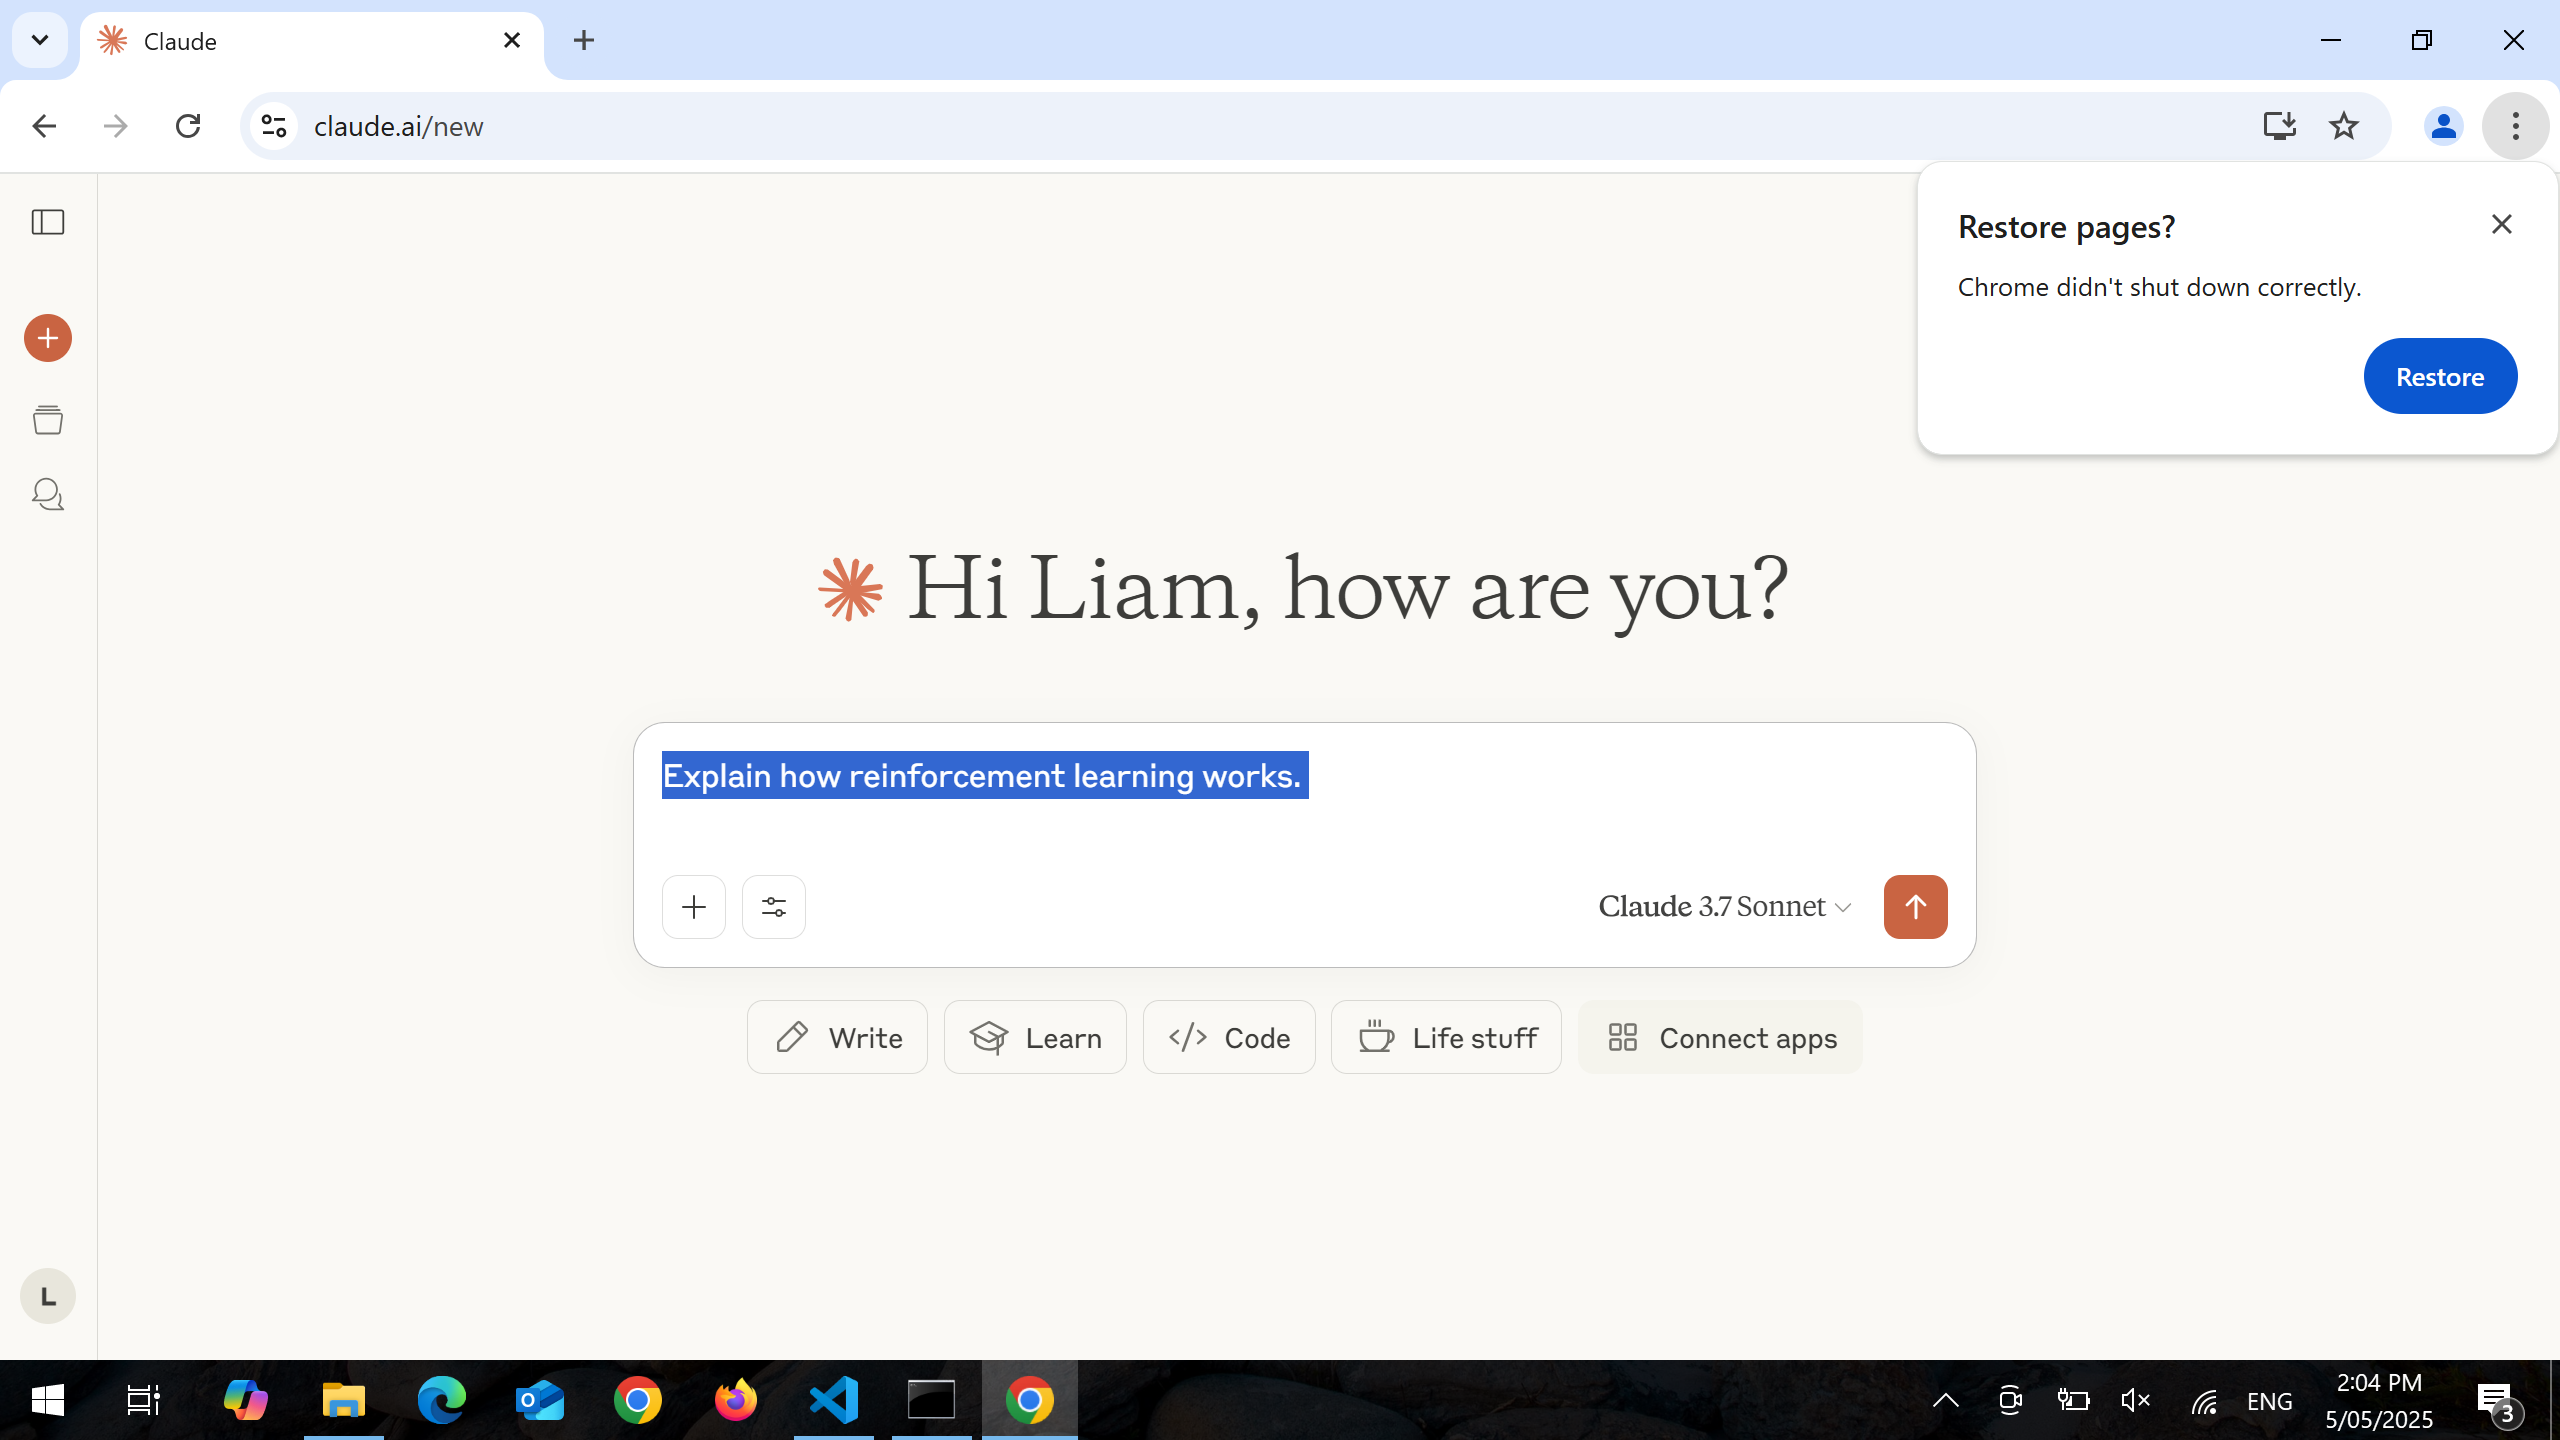 Claude
claude.ai/new
Restore pages?
Chrome didn't shut down correctly.
Restore
Hi Liam, how are you?
Explain how reinforcement learning works.
Claude 3.7 Sonnet
Write
Learn
Code
Life stuff
Connect apps
L
ENG
2:04 PM
5/05/2025
3